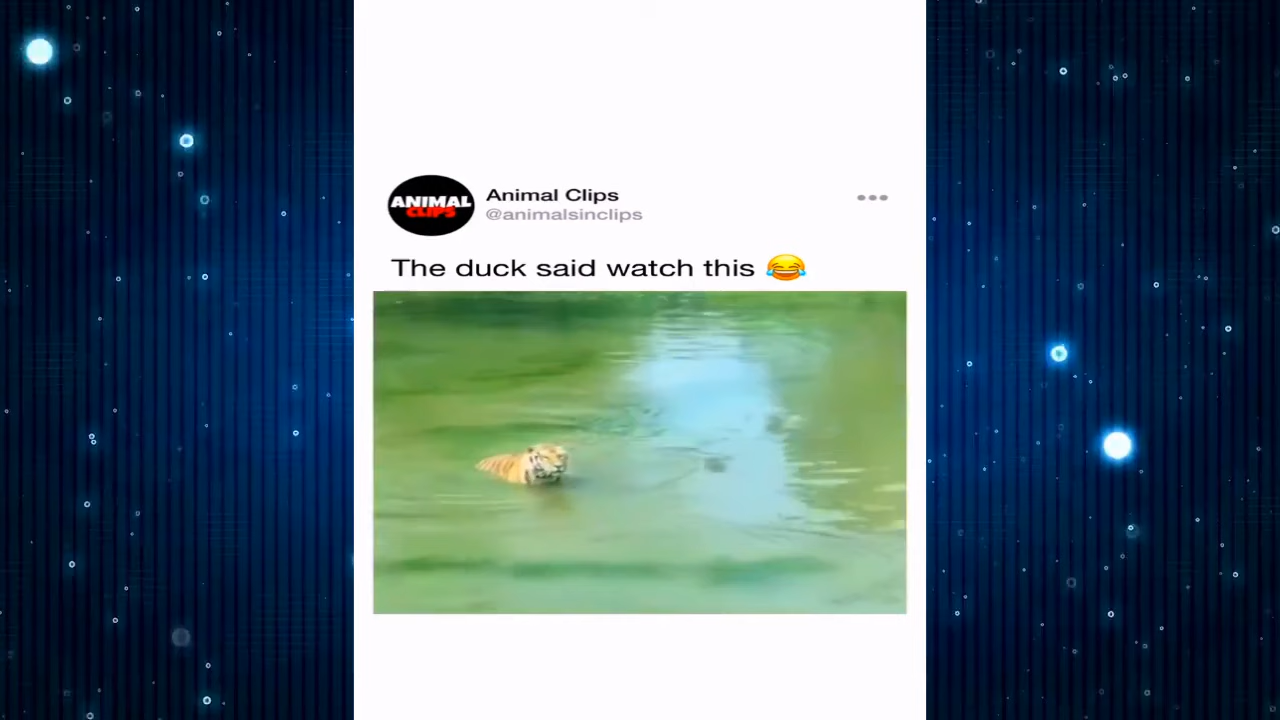 ANIMAL
CLIPS
Animal Clips
@animalsinclips
The duck said watch this 😂